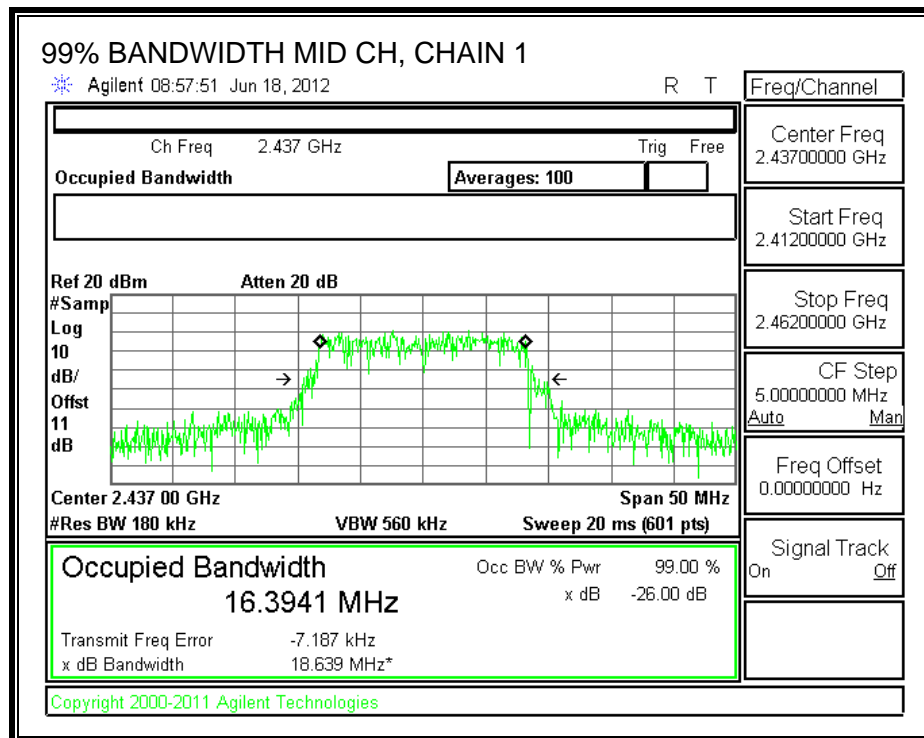 99% BANDWIDTH MID CH, CHAIN 1
Agilent 08:57:51 Jun 18, 2012 R T
Freq/Channel
Ch Freq 2.437 GHz Trig Free
Occupied Bandwidth Averages: 100
Center Freq
2.43700000 GHz
Start Freq
2.41200000 GHz
Stop Freq
2.46200000 GHz
CF Step
5.00000000 MHz
Auto Man
Freq Offset
0.00000000 Hz
Signal Track
On Off
Ref 20 dBm Atten 20 dB
#Samp
Log
10
dB/
Offst
11
dB
Center 2.437 00 GHz Span 50 MHz
#Res BW 180 kHz VBW 560 kHz Sweep 20 ms (601 pts)
Occupied Bandwidth Occ BW % Pwr 99.00 %
16.3941 MHz x dB -26.00 dB
Transmit Freq Error -7.187 kHz
x dB Bandwidth 18.639 MHz*
Copyright 2000-2011 Agilent Technologies